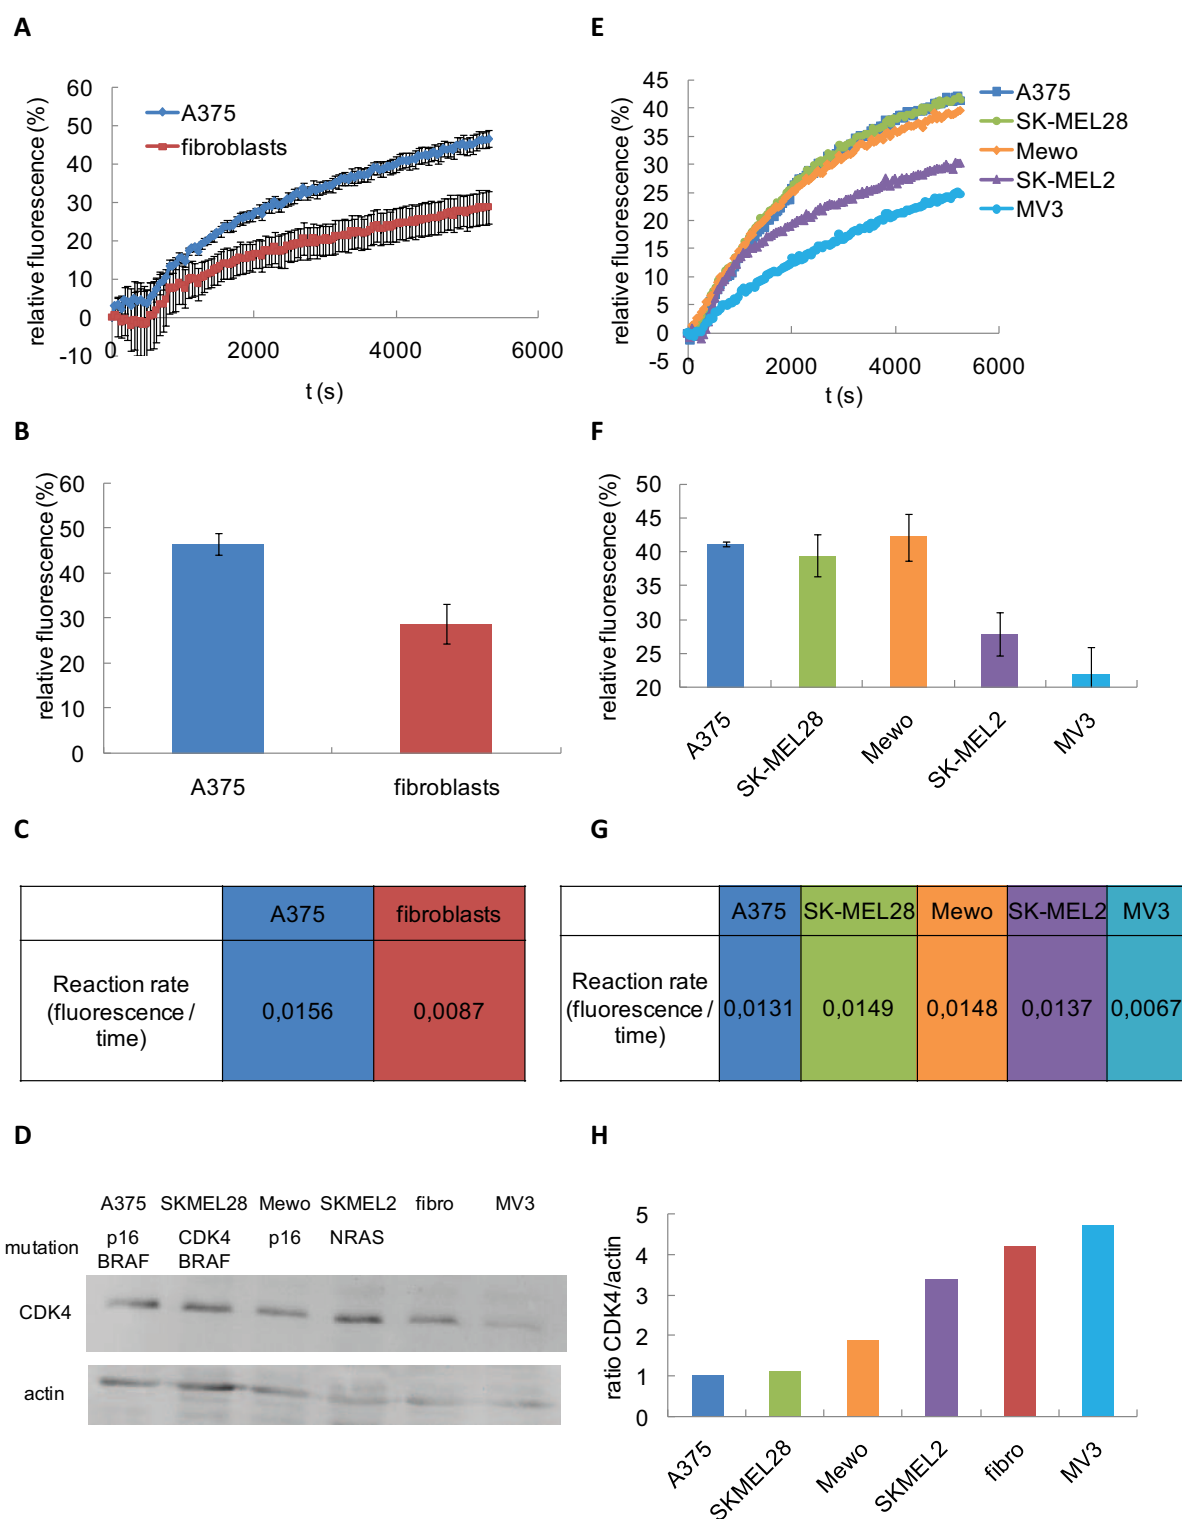 A
relative fluorescence (%)
60
50
40
30
20
10
0
-10
0
2000
4000
6000
t (s)
A375
fibroblasts
E
relative fluorescence (%)
45
40
35
30
25
20
15
10
5
0
-5
0
2000
4000
6000
t (s)
A375
SK-MEL28
Mewo
SK-MEL2
MV3
B
relative fluorescence (%)
60
50
40
30
20
10
0
A375
fibroblasts
F
relative fluorescence (%)
50
45
40
35
30
25
20
A375
SK-MEL28
Mewo
SK-MEL2
MV3
C
A375 fibroblasts
Reaction rate
(fluorescence /
time)
0,0156 0,0087
G
A375 SK-MEL28 Mewo SK-MEL2 MV3
Reaction rate
(fluorescence /
time)
0,0131 0,0149 0,0148 0,0137 0,0067
D
A375 SKMEL28 Mewo SKMEL2 fibro MV3
mutation
p16 CDK4 p16 NRAS
BRAF BRAF
CDK4
actin
H
ratio CDK4/actin
5
4
3
2
1
0
A375
SKMEL28
Mewo
SKMEL2
fibro
MV3